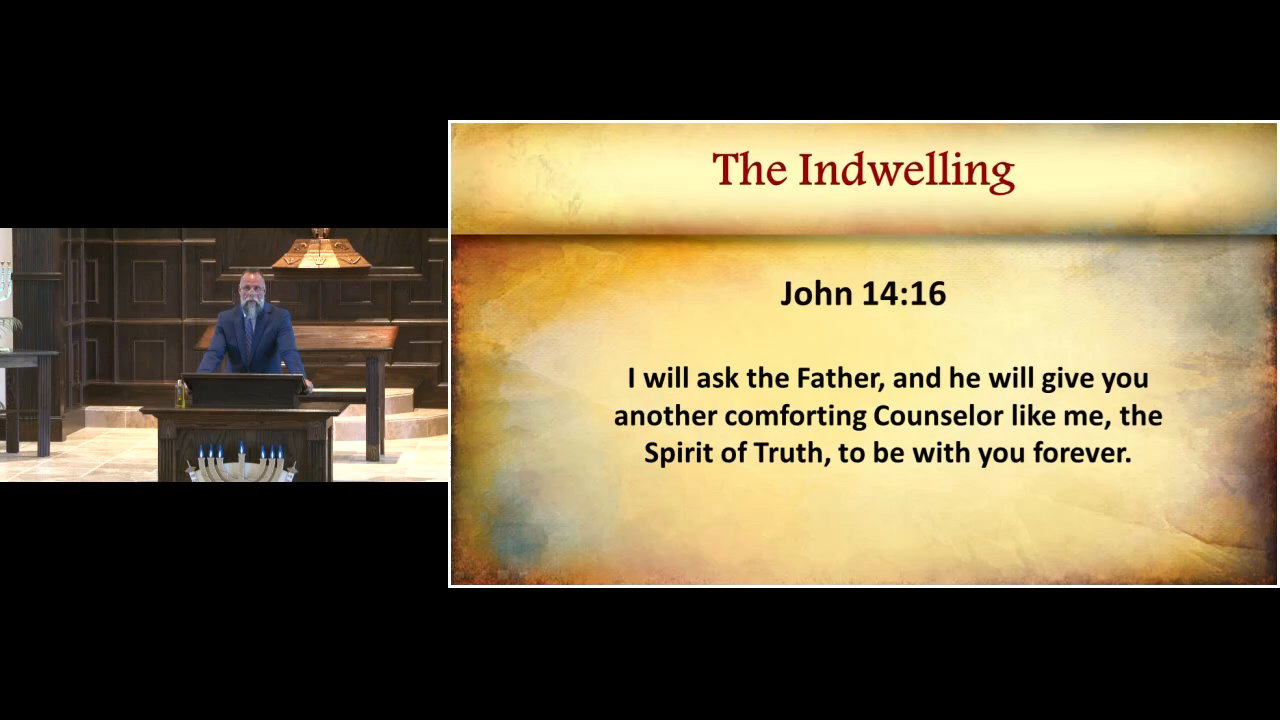 The Indwelling
John 14:16
I will ask the Father, and he will give you
another comforting Counselor like me, the
Spirit of Truth, to be with you forever.